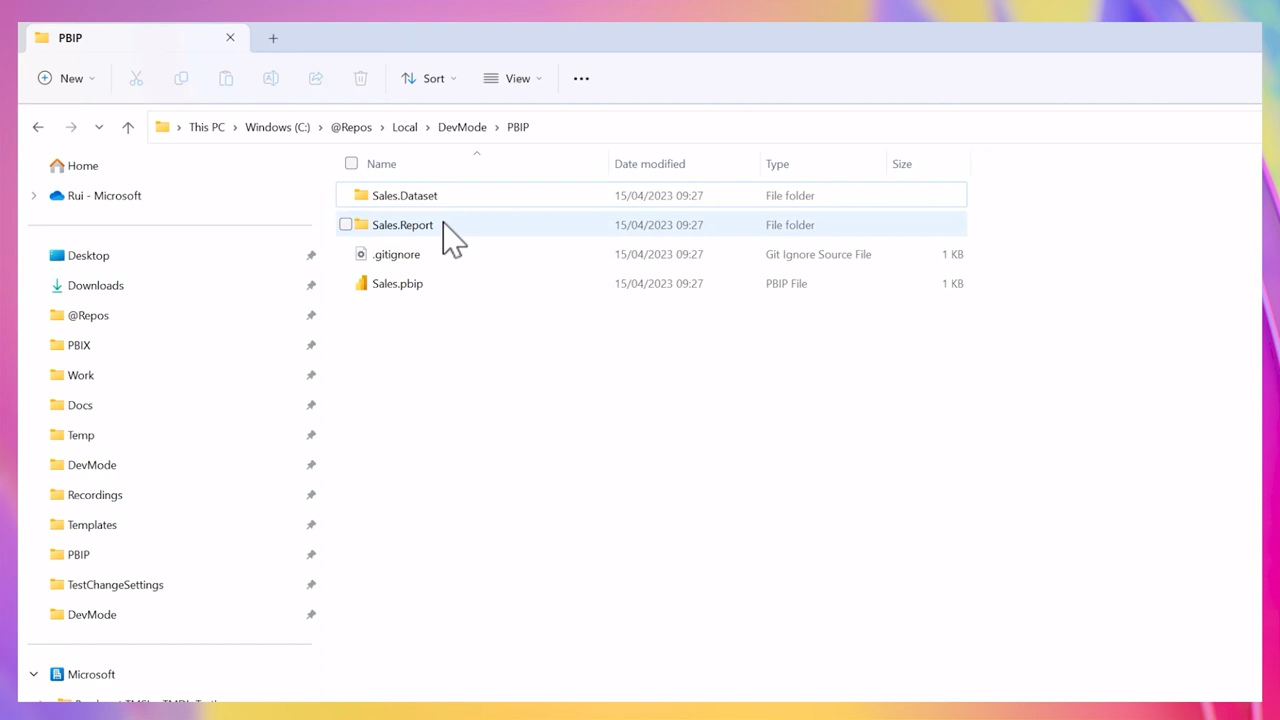 PBIP
New
Sort
View
This PC > Windows (C:) > @Repos > Local > DevMode > PBIP
Home
Rui - Microsoft
Desktop
Downloads
@Repos
PBIX
Work
Docs
Temp
DevMode
Recordings
Templates
PBIP
TestChangeSettings
DevMode
Microsoft
Name Date modified Type Size
Sales.Dataset 15/04/2023 09:27 File folder
Sales.Report 15/04/2023 09:27 File folder
.gitignore 15/04/2023 09:27 Git Ignore Source File 1 KB
Sales.pbip 15/04/2023 09:27 PBIP File 1 KB